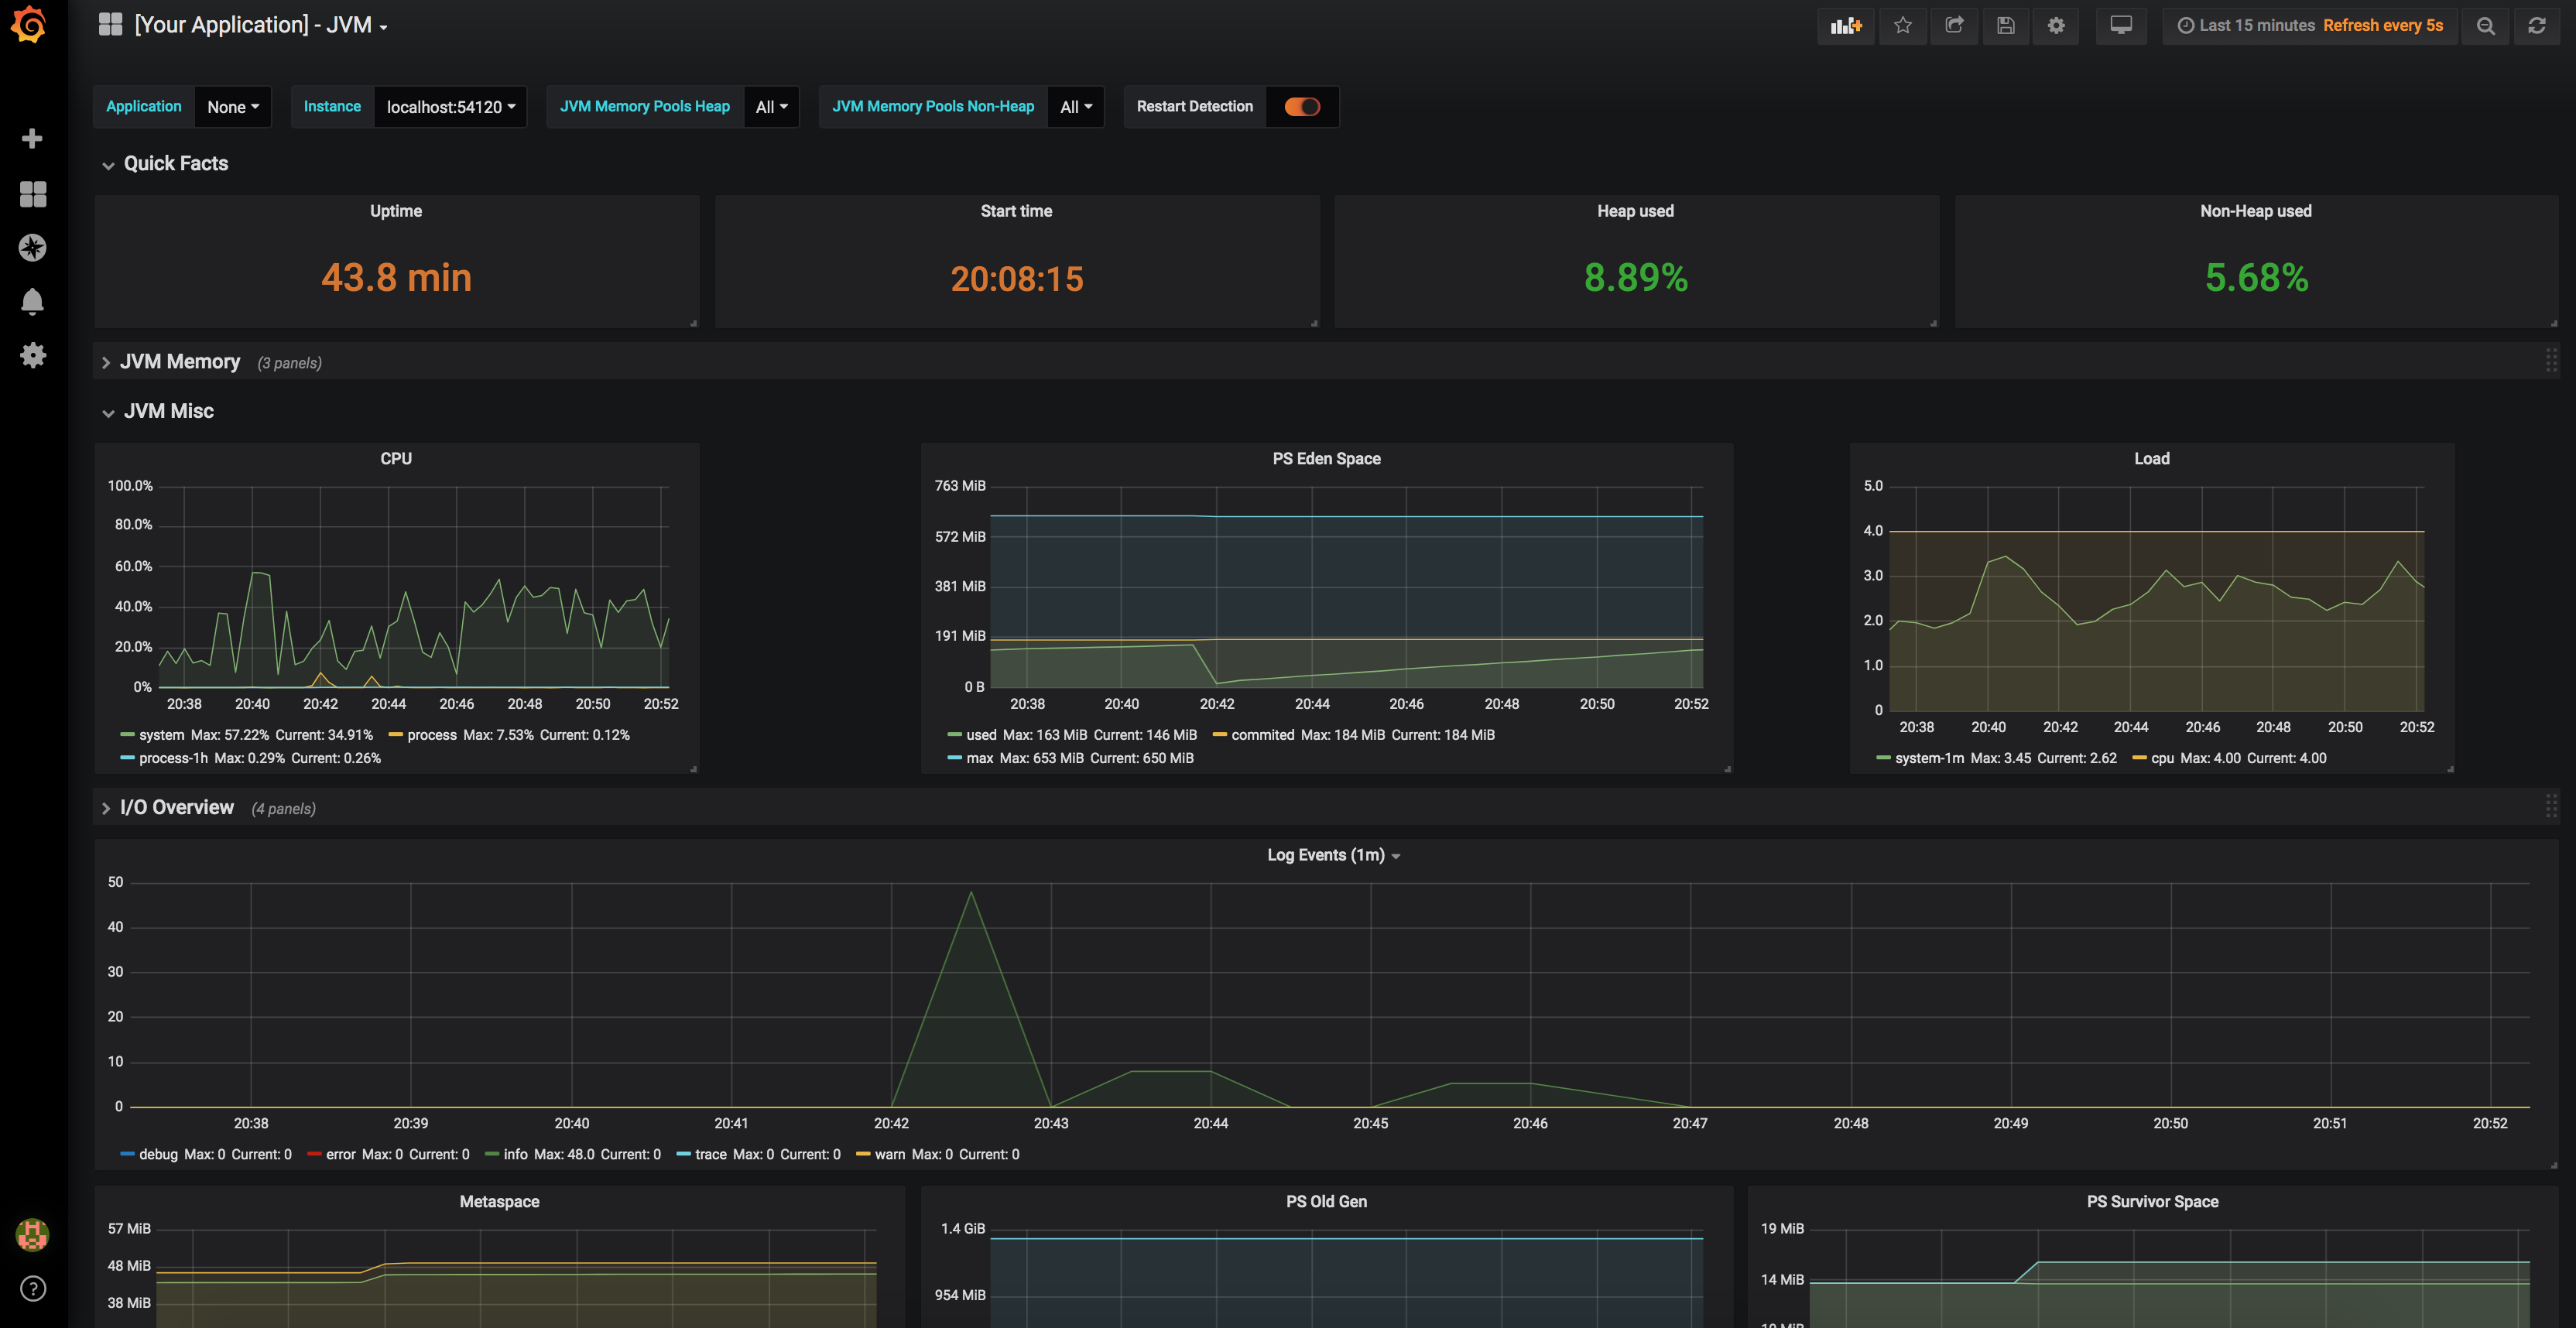 [Your Application] - JVM
Last 15 minutes Refresh every 5s
Application None Instance localhost:54120 JVM Memory Pools Heap All JVM Memory Pools Non-Heap All Restart Detection
Quick Facts
Uptime
43.8 min
Start time
20:08:15
Heap used
8.89%
Non-Heap used
5.68%
JVM Memory (3 panels)
JVM Misc
CPU
100.0%
80.0%
60.0%
40.0%
20.0%
0%
20:38 20:40 20:42 20:44 20:46 20:48 20:50 20:52
system Max: 57.22% Current: 34.91% process Max: 7.53% Current: 0.12%
process-1h Max: 0.29% Current: 0.26%
PS Eden Space
763 MiB
572 MiB
381 MiB
191 MiB
0 B
20:38 20:40 20:42 20:44 20:46 20:48 20:50 20:52
used Max: 163 MiB Current: 146 MiB commited Max: 184 MiB Current: 184 MiB
max Max: 653 MiB Current: 650 MiB
Load
5.0
4.0
3.0
2.0
1.0
0
20:38 20:40 20:42 20:44 20:46 20:48 20:50 20:52
system-1m Max: 3.45 Current: 2.62 cpu Max: 4.00 Current: 4.00
I/O Overview (4 panels)
Log Events (1m)
50
40
30
20
10
0
20:38 20:39 20:40 20:41 20:42 20:43 20:44 20:45 20:46 20:47 20:48 20:49 20:50 20:51 20:52
debug Max: 0 Current: 0 error Max: 0 Current: 0 info Max: 48.0 Current: 0 trace Max: 0 Current: 0 warn Max: 0 Current: 0
Metaspace
57 MiB
48 MiB
38 MiB
PS Old Gen
1.4 GiB
954 MiB
PS Survivor Space
19 MiB
14 MiB
?